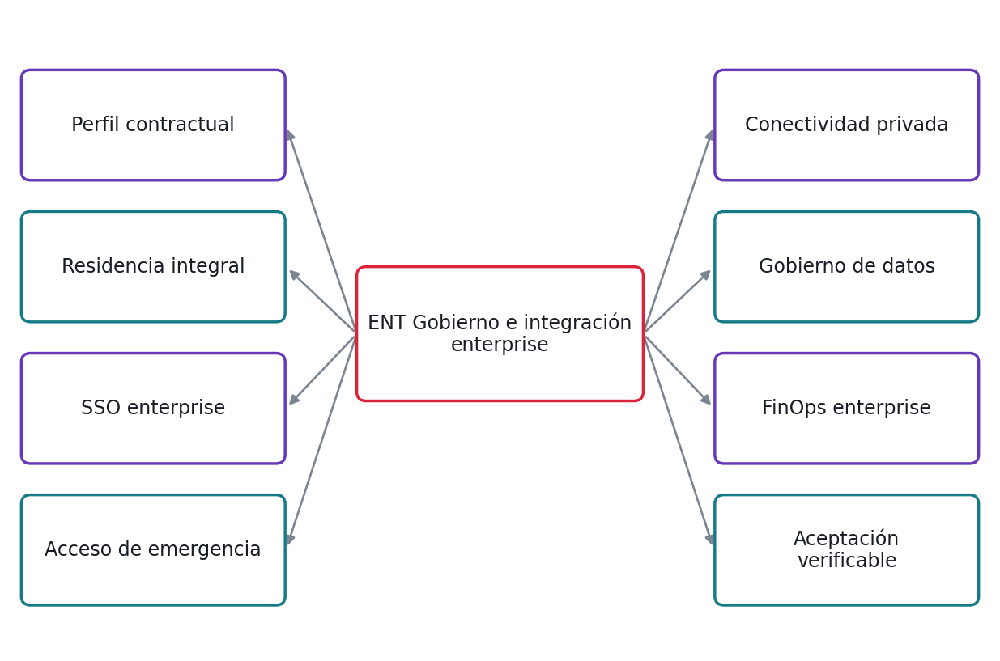 Perfil contractual
Residencia integral
SSO enterprise
Acceso de emergencia
ENT Gobierno e integración
enterprise
Conectividad privada
Gobierno de datos
FinOps enterprise
Aceptación
verificable